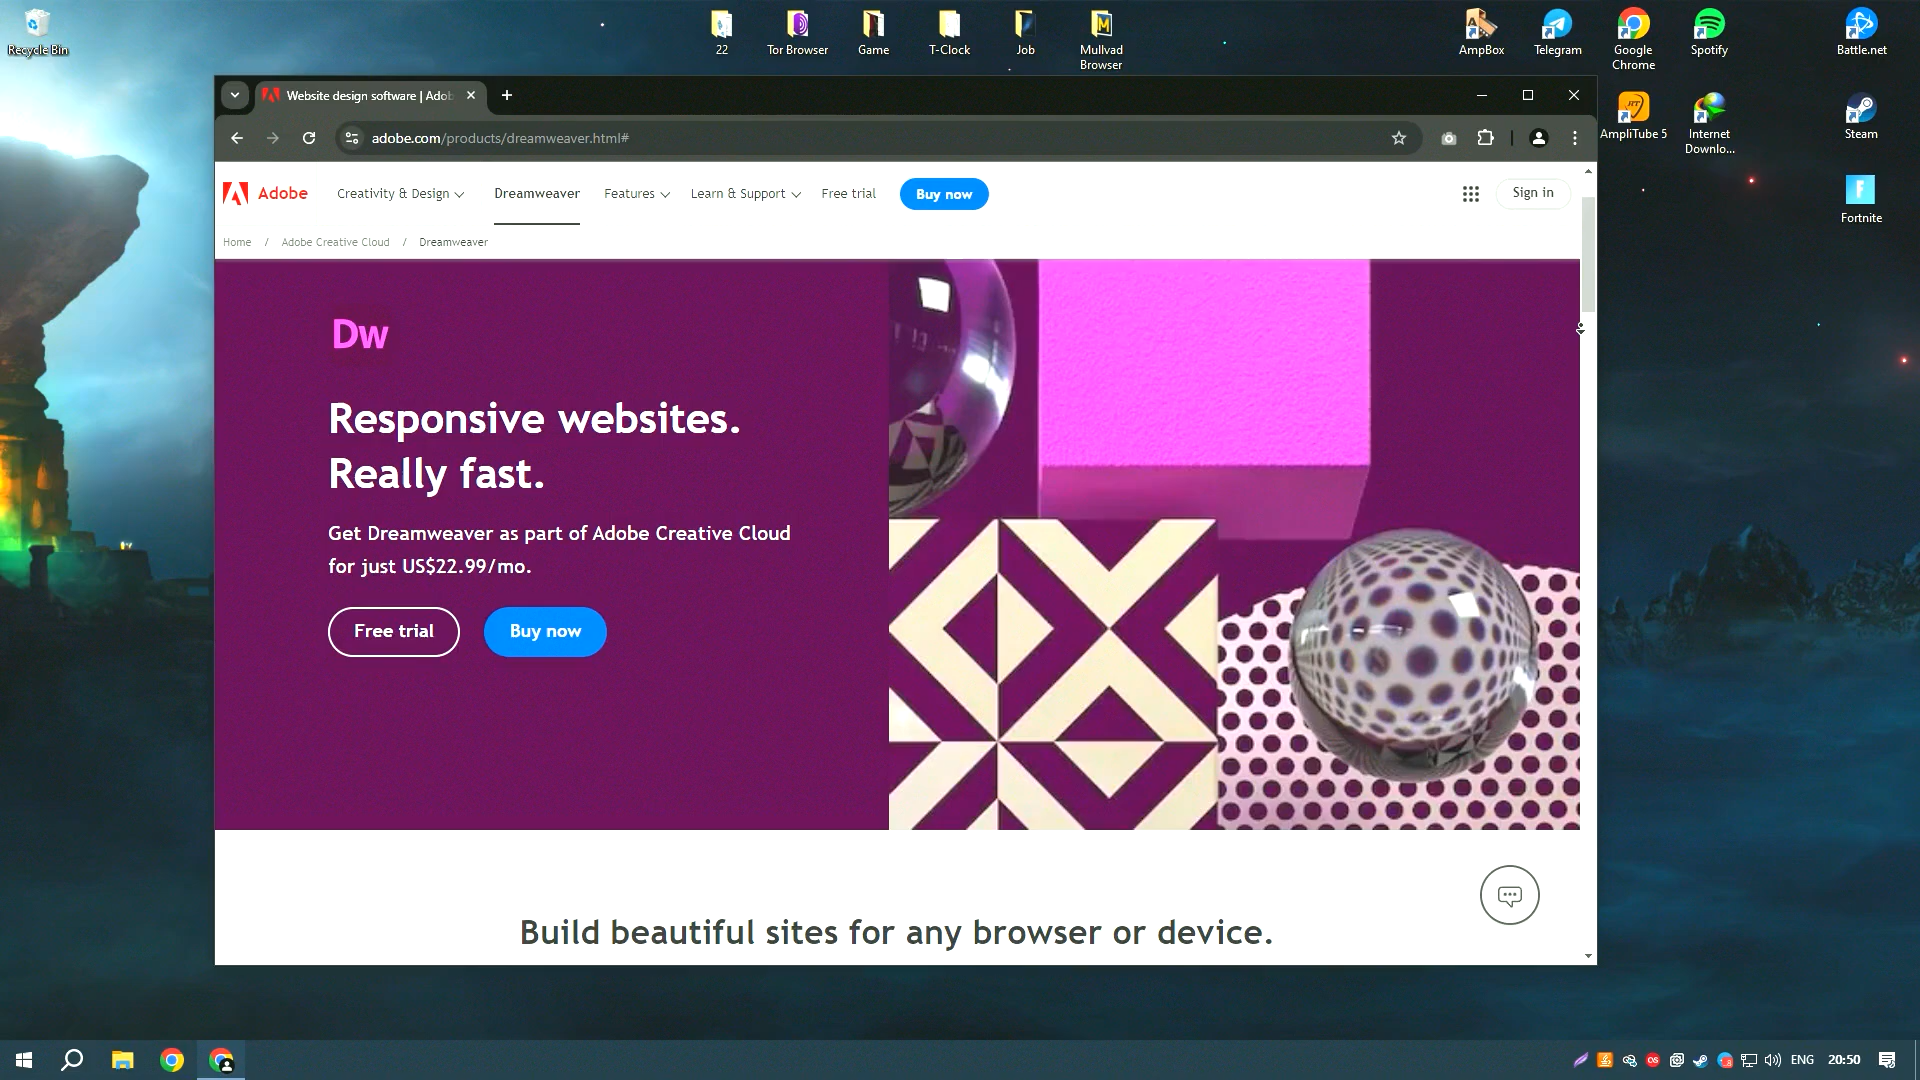 Recycle Bin
22
Tor Browser
Game
T-Clock
Job
Mullvad
Browser
AmpBox
Telegram
Google
Chrome
Spotify
Battle.net
AmpliTube 5
Internet
Downlo...
Steam
Fortnite
Website design software | Adob
adobe.com/products/dreamweaver.html#
Adobe
Creativity & Design
Dreamweaver
Features
Learn & Support
Free trial
Buy now
Sign in
Home / Adobe Creative Cloud / Dreamweaver
Dw
Responsive websites.
Really fast.
Get Dreamweaver as part of Adobe Creative Cloud
for just US$22.99/mo.
Free trial
Buy now
Build beautiful sites for any browser or device.
ENG
20:50